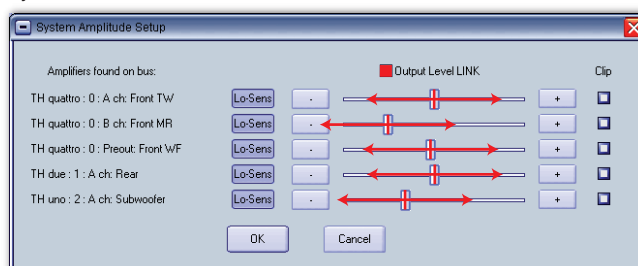 System Amplitude Setup
Amplifiers found on bus: Output Level LINK Clip
TH quattro : 0 : A ch: Front TW Lo-Sens - +
TH quattro : 0 : B ch: Front MR Lo-Sens - +
TH quattro : 0 : Preout: Front WF Lo-Sens - +
TH due : 1 : A ch: Rear Lo-Sens - +
TH uno : 2 : A ch: Subwoofer Lo-Sens - +
OK Cancel